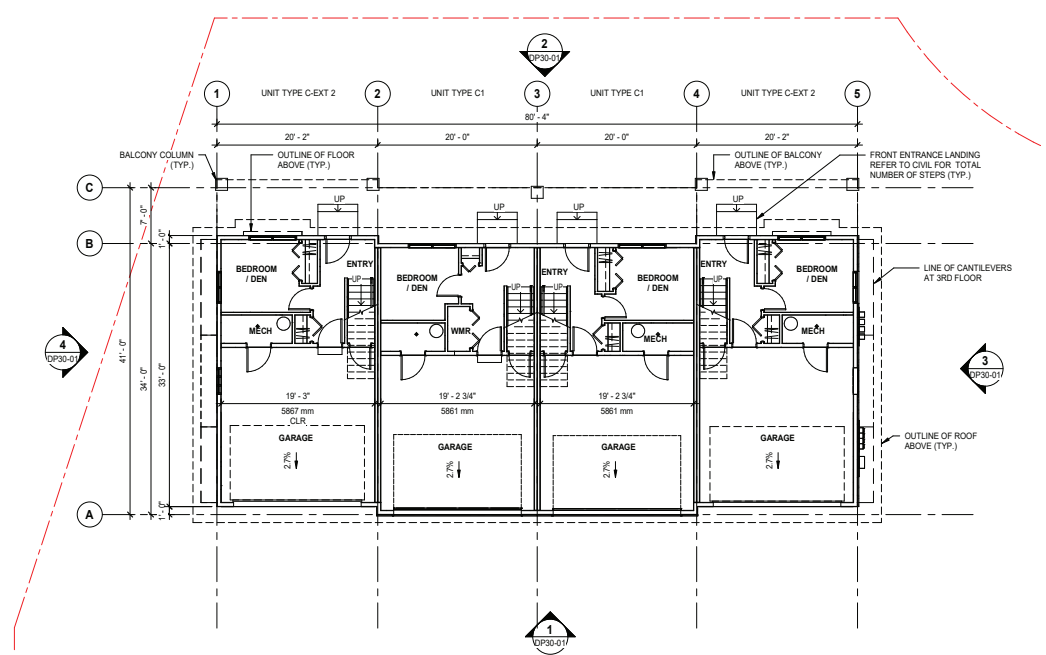 2
DP30-01
1
UNIT TYPE C-EXT 2
2
UNIT TYPE C1
3
UNIT TYPE C1
4
UNIT TYPE C-EXT 2
5
80' - 4"
20' - 2"
20' - 0"
20' - 0"
20' - 2"
BALCONY COLUMN
(TYP.)
OUTLINE OF FLOOR
ABOVE (TYP.)
OUTLINE OF BALCONY
ABOVE (TYP.)
FRONT ENTRANCE LANDING
REFER TO CIVIL FOR TOTAL
NUMBER OF STEPS (TYP.)
C
7' - 0"
UP
UP
UP
UP
B
1' - 0"
BEDROOM
/ DEN
ENTRY
UP
BEDROOM
/ DEN
UP
ENTRY
UP
BEDROOM
/ DEN
ENTRY
UP
BEDROOM
/ DEN
LINE OF CANTILEVERS
AT 3RD FLOOR
MECH
WMR
MECH
MECH
4
DP30-01
41' - 0"
34' - 0"
33' - 0"
3
DP30-01
19' - 3"
5867 mm
CLR
19' - 2 3/4"
5861 mm
19' - 2 3/4"
5861 mm
GARAGE
2.7%
GARAGE
2.7%
GARAGE
2.7%
GARAGE
2.7%
OUTLINE OF ROOF
ABOVE (TYP.)
A
1' - 0"
1
DP30-01